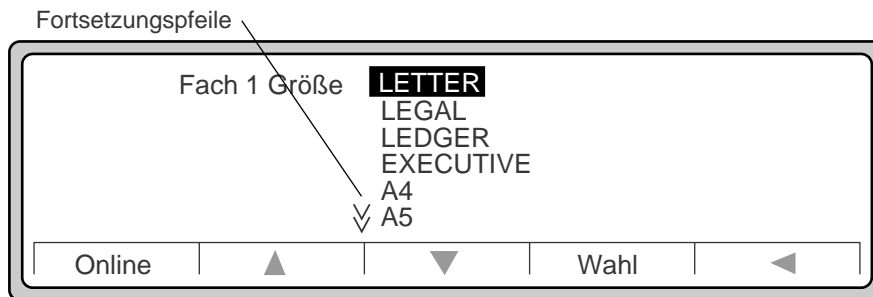 Fortsetzungspfeile
Fach 1 Größe LETTER
LEGAL
LEDGER
EXECUTIVE
A4
A5
Online Wahl